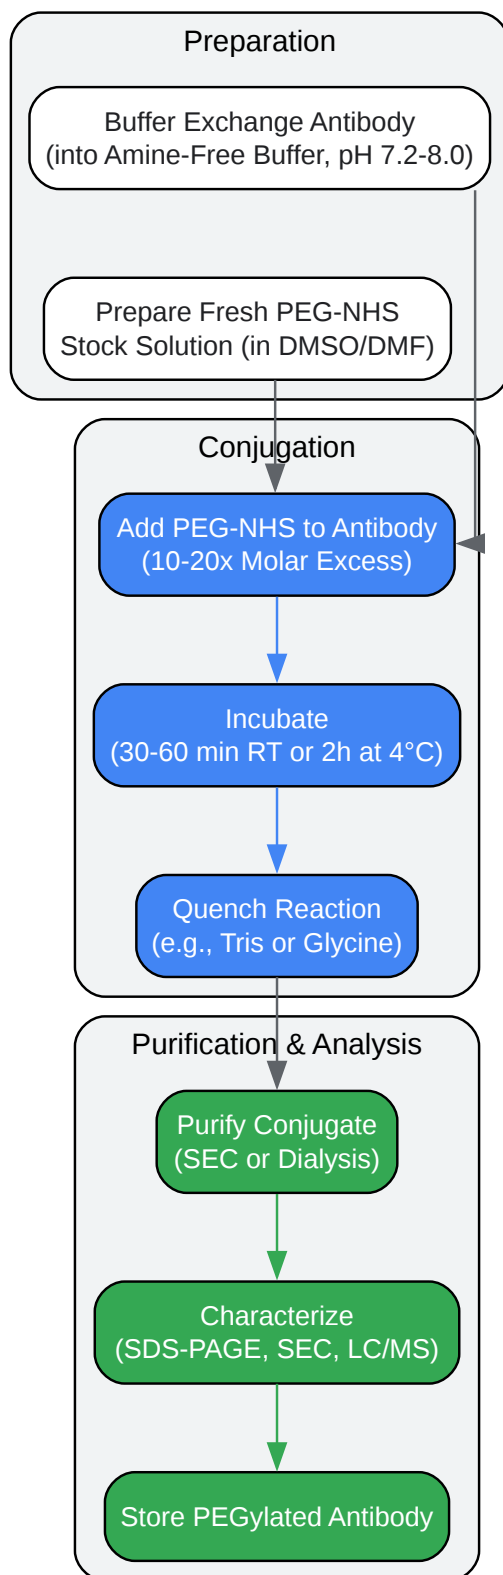 Preparation
Buffer Exchange Antibody
(into Amine-Free Buffer, pH 7.2-8.0)
Prepare Fresh PEG-NHS
Stock Solution (in DMSO/DMF)
Conjugation
Add PEG-NHS to Antibody
(10-20x Molar Excess)
Incubate
(30-60 min RT or 2h at 4°C)
Quench Reaction
(e.g., Tris or Glycine)
Purification & Analysis
Purify Conjugate
(SEC or Dialysis)
Characterize
(SDS-PAGE, SEC, LC/MS)
Store PEGylated Antibody